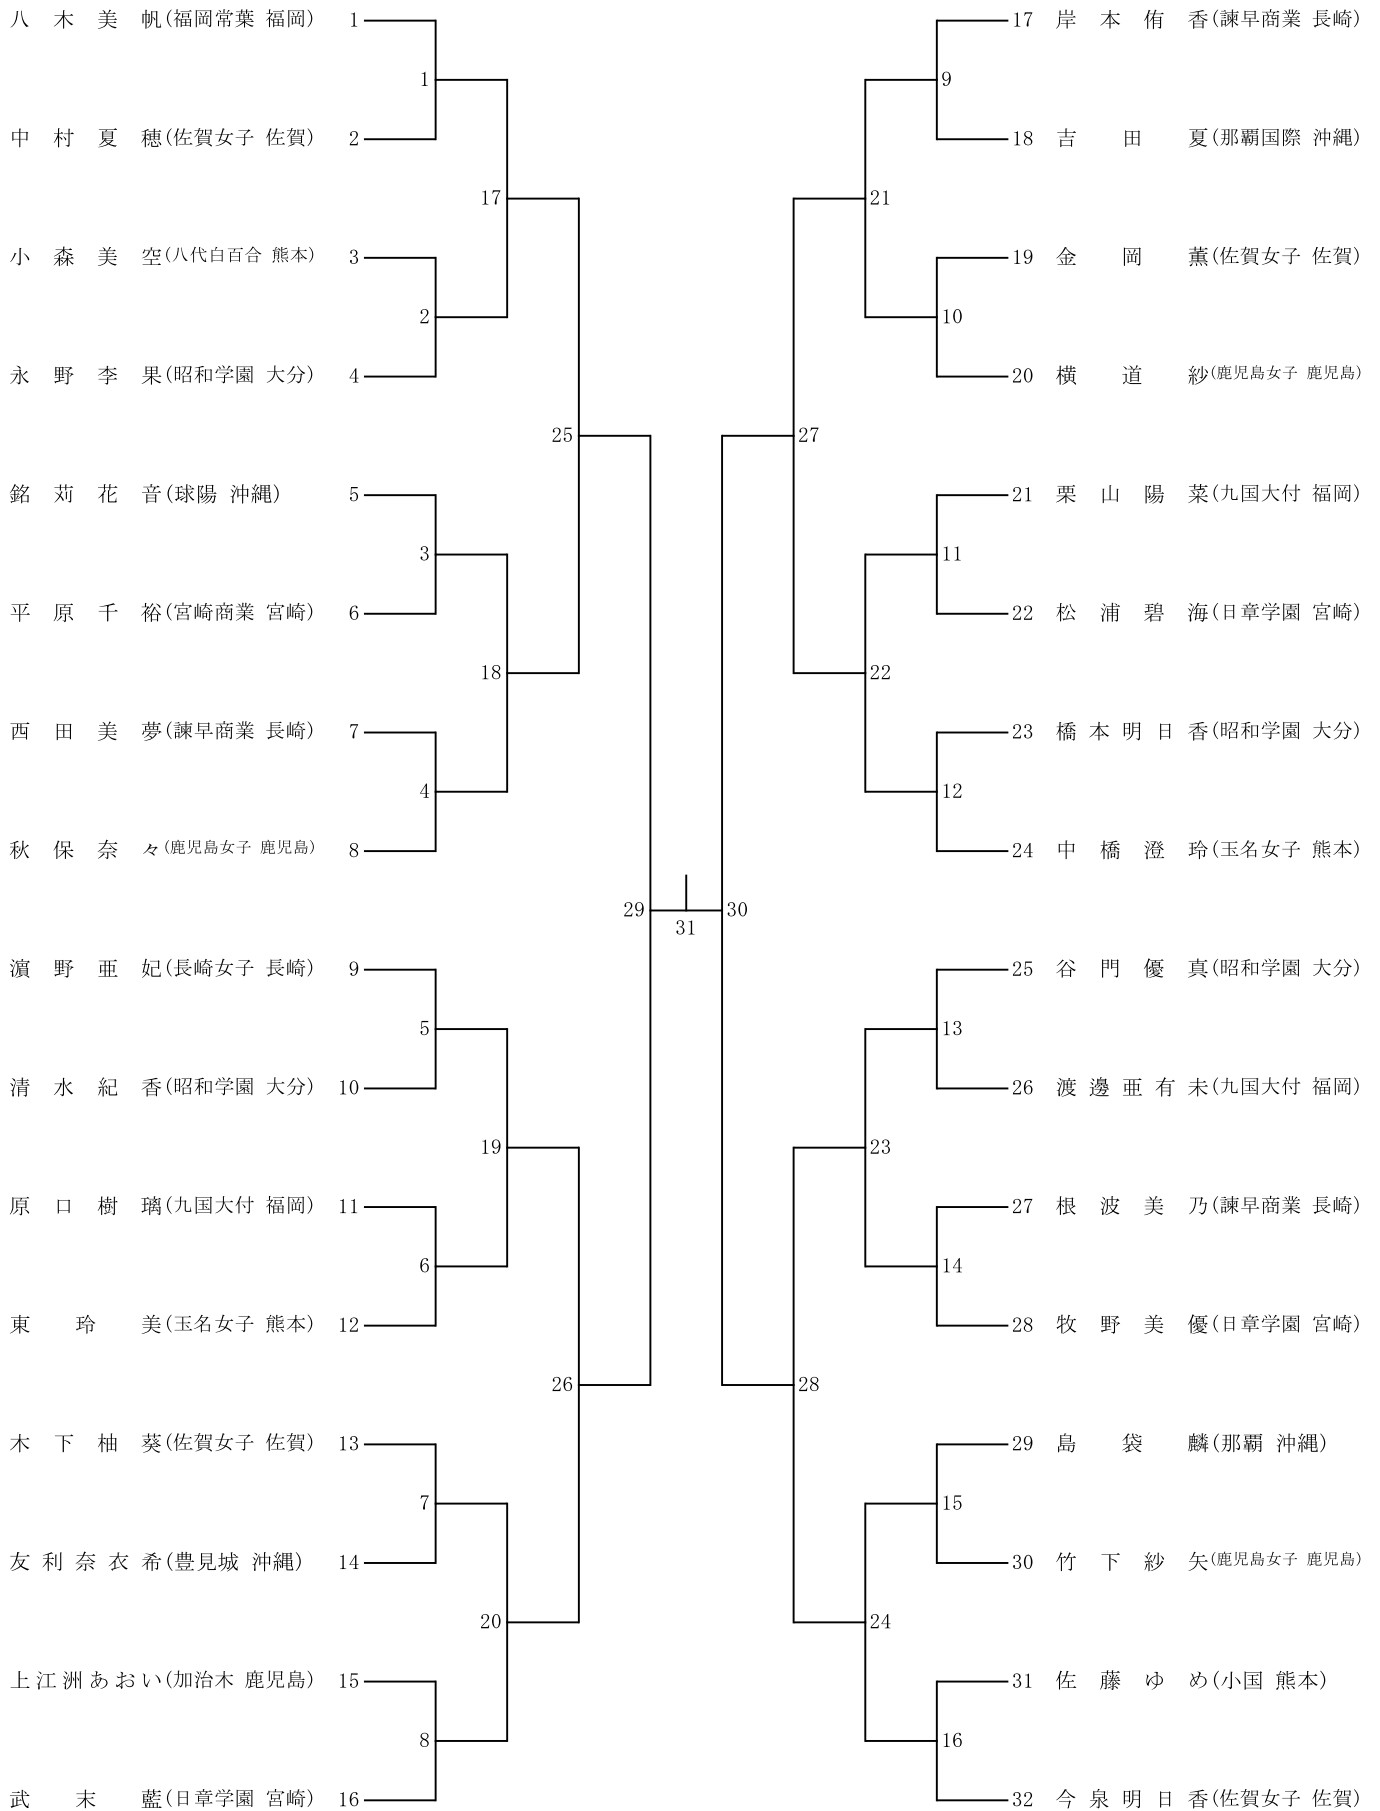 八木美帆(福岡常葉 福岡) 1
1
中村夏穂(佐賀女子 佐賀) 2
17
小森美空(八代白百合 熊本) 3
2
永野李果(昭和学園 大分) 4
25
銘苅花音(球陽 沖縄) 5
3
平原千裕(宮崎商業 宮崎) 6
18
西田美夢(諫早商業 長崎) 7
4
秋保奈々(鹿児島女子 鹿児島) 8
29
31
濵野亜妃(長崎女子 長崎) 9
5
清水紀香(昭和学園 大分) 10
19
原口樹璃(九国大付 福岡) 11
6
東玲美(玉名女子 熊本) 12
26
木下柚葵(佐賀女子 佐賀) 13
7
友利奈衣希(豊見城 沖縄) 14
20
上江洲あおい(加治木 鹿児島) 15
8
武末藍(日章学園 宮崎) 16
17 岸本侑香(諫早商業 長崎)
9
18 吉田夏(那覇国際 沖縄)
21
19 金岡薫(佐賀女子 佐賀)
10
20 横道紗(鹿児島女子 鹿児島)
27
21 栗山陽菜(九国大付 福岡)
11
22 松浦碧海(日章学園 宮崎)
22
23 橋本明日香(昭和学園 大分)
12
24 中橋澄玲(玉名女子 熊本)
30
25 谷門優真(昭和学園 大分)
13
26 渡邊亜有未(九国大付 福岡)
23
27 根波美乃(諫早商業 長崎)
14
28 牧野美優(日章学園 宮崎)
28
29 島袋麟(那覇 沖縄)
15
30 竹下紗矢(鹿児島女子 鹿児島)
24
31 佐藤ゆめ(小国 熊本)
16
32 今泉明日香(佐賀女子 佐賀)